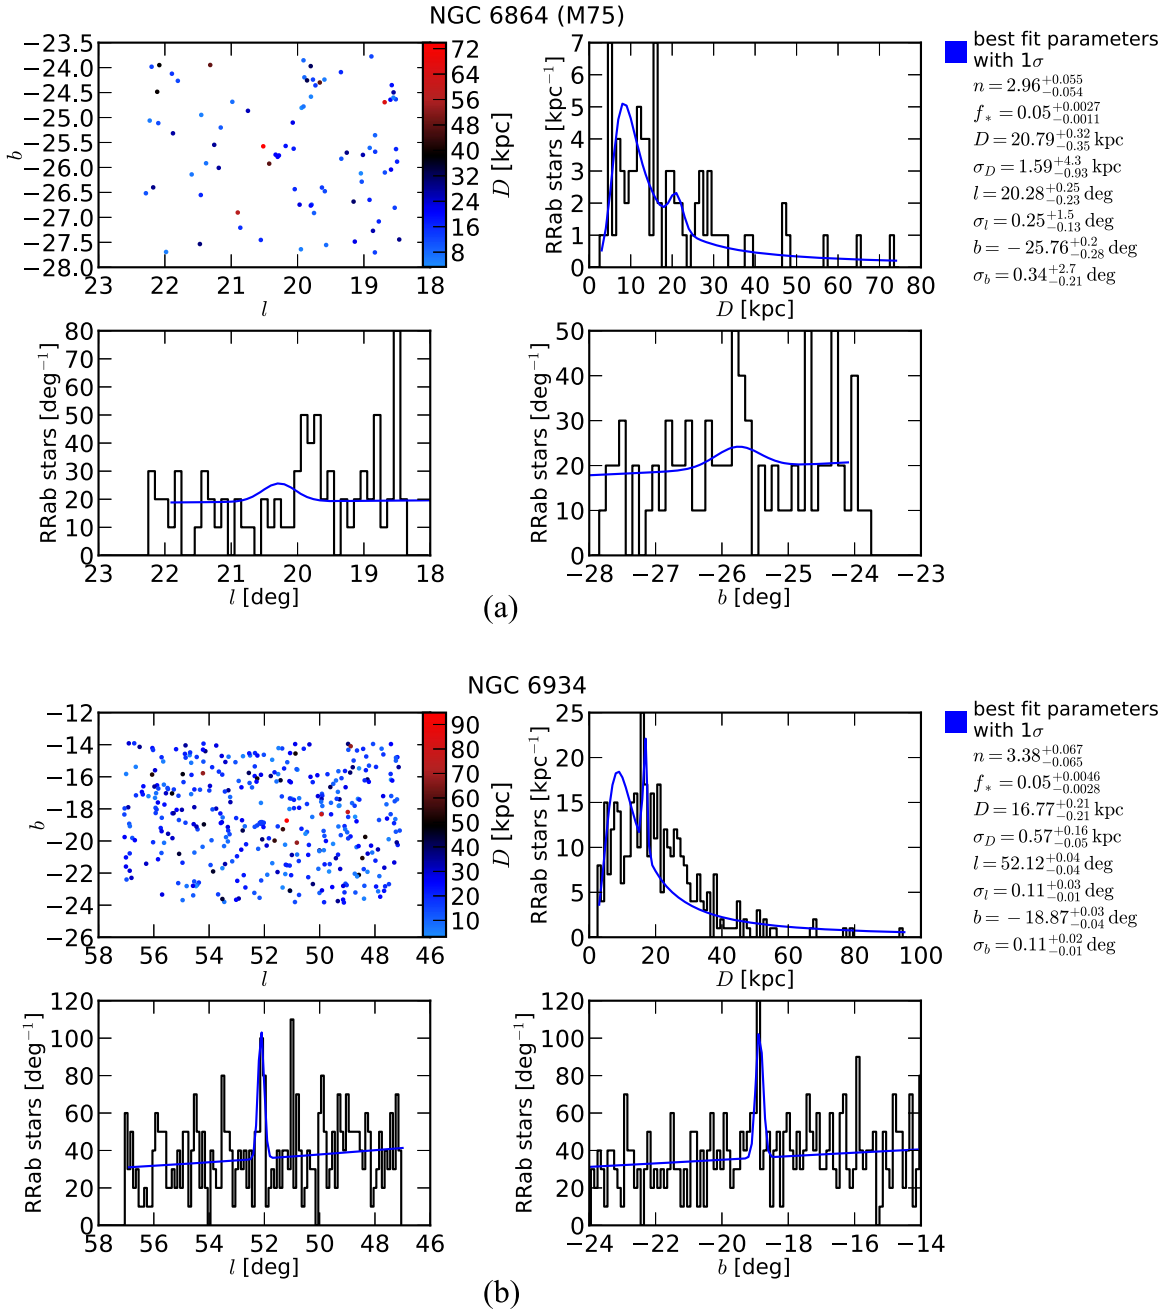 (a)
NGC 6864 (M75)
−23.5
−24.0
−24.5
−25.0
−25.5
−26.0
−26.5
−27.0
−27.5
−28.0
b
23 22 21 20 19 18
l
72
64
56
48
40
32
24
16
8
D [kpc]
7
6
5
4
3
2
1
0
RRab stars [kpc⁻¹]
0 10 20 30 40 50 60 70 80
D [kpc]
best fit parameters
with 1σ
n = 2.96 +0.055 −0.054
f* = 0.05 +0.0027 −0.0011
D = 20.79 +0.32 −0.35 kpc
σ_D = 1.59 +4.3 −0.93 kpc
l = 20.28 +0.25 −0.23 deg
σ_l = 0.25 +1.5 −0.13 deg
b = −25.76 +0.2 −0.28 deg
σ_b = 0.34 +2.7 −0.21 deg
80
70
60
50
40
30
20
10
0
RRab stars [deg⁻¹]
23 22 21 20 19 18
l [deg]
50
40
30
20
10
0
RRab stars [deg⁻¹]
−28 −27 −26 −25 −24 −23
b [deg]
(a)
NGC 6934
−12
−14
−16
−18
−20
−22
−24
−26
b
58 56 54 52 50 48 46
l
90
80
70
60
50
40
30
20
10
D [kpc]
25
20
15
10
5
0
RRab stars [kpc⁻¹]
0 20 40 60 80 100
D [kpc]
best fit parameters
with 1σ
n = 3.38 +0.067 −0.065
f* = 0.05 +0.0046 −0.0028
D = 16.77 +0.21 −0.21 kpc
σ_D = 0.57 +0.16 −0.05 kpc
l = 52.12 +0.04 −0.04 deg
σ_l = 0.11 +0.03 −0.01 deg
b = −18.87 +0.03 −0.04 deg
σ_b = 0.11 +0.02 −0.01 deg
120
100
80
60
40
20
0
RRab stars [deg⁻¹]
58 56 54 52 50 48 46
l [deg]
120
100
80
60
40
20
0
RRab stars [deg⁻¹]
−24 −22 −20 −18 −16 −14
b [deg]
(b)